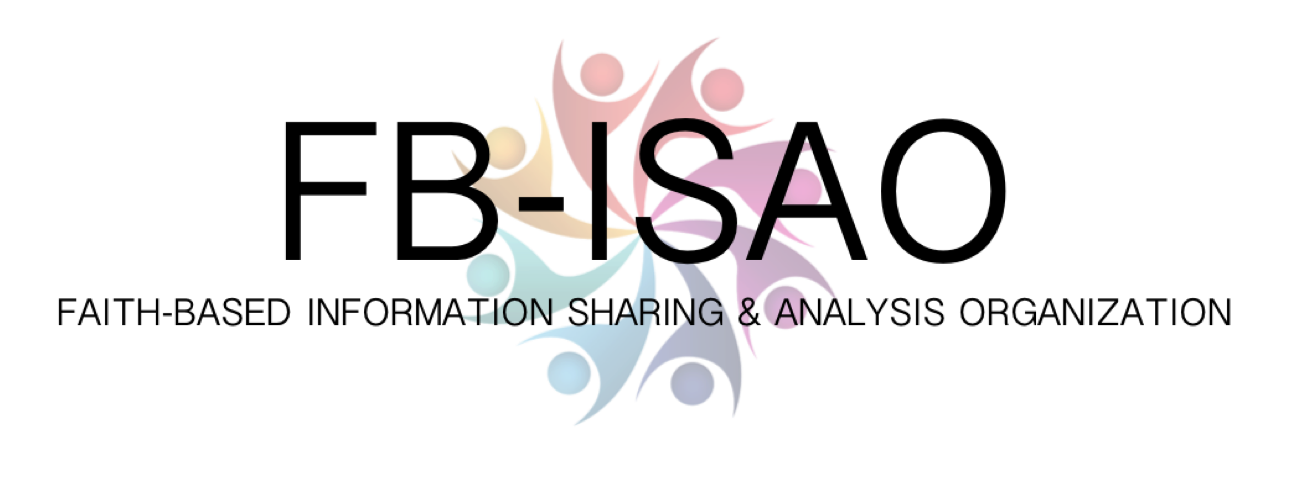 FB-ISAO
FAITH-BASED INFORMATION SHARING & ANALYSIS ORGANIZATION